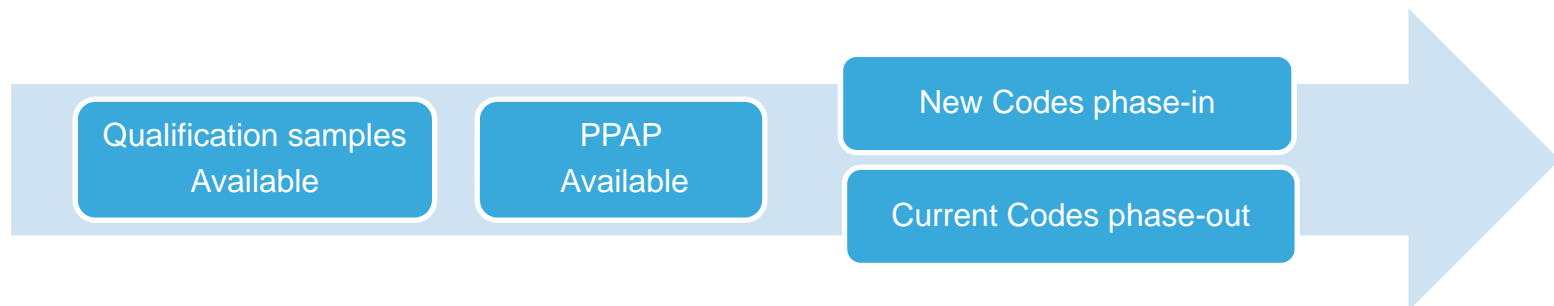 Qualification samples
Available
PPAP
Available
New Codes phase-in
Current Codes phase-out